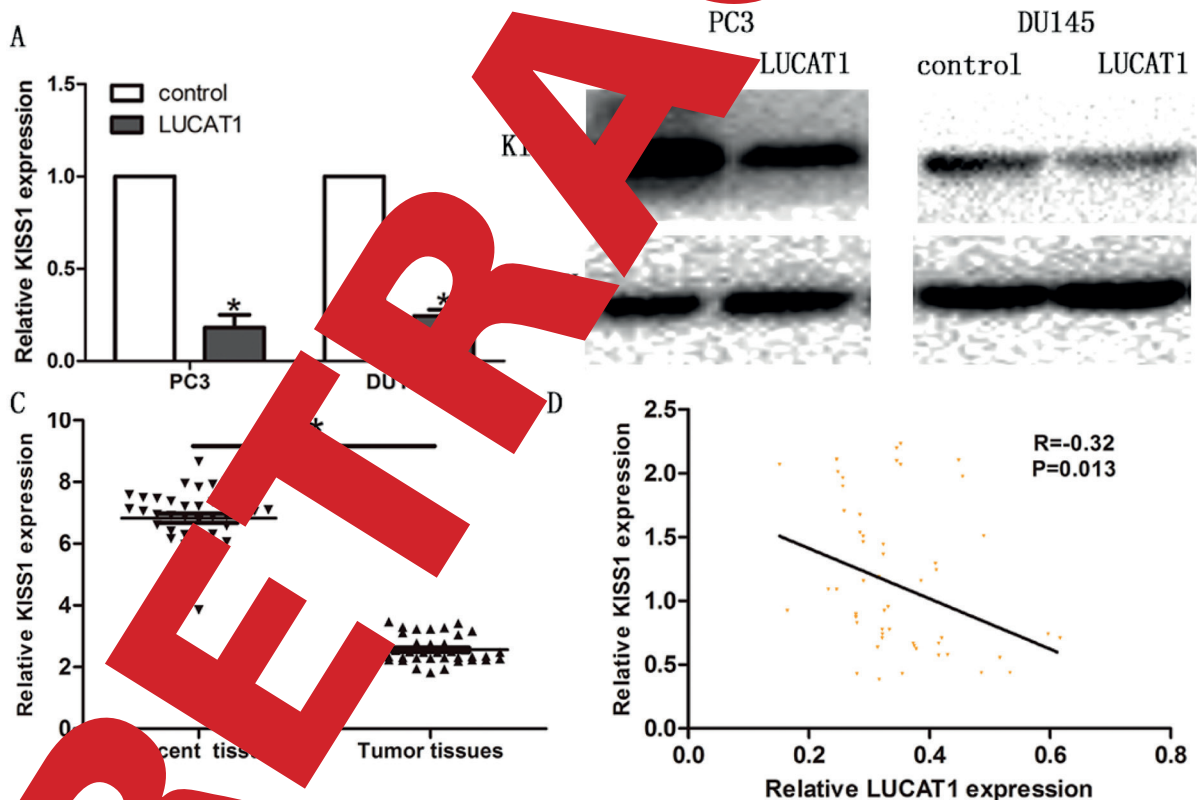 A
Relative KISS1 expression
1.5
1.0
0.5
0.0
control
LUCAT1
*
*
PC3
PC3
DU145
LUCAT1
control
LUCAT1
C
Relative KISS1 expression
10
8
6
4
2
0
*
Tumor tissues
D
Relative KISS1 expression
2.5
2.0
1.5
1.0
0.5
0.0
R=-0.32
P=0.013
0.0
0.2
0.4
0.6
0.8
Relative LUCAT1 expression
RETRA